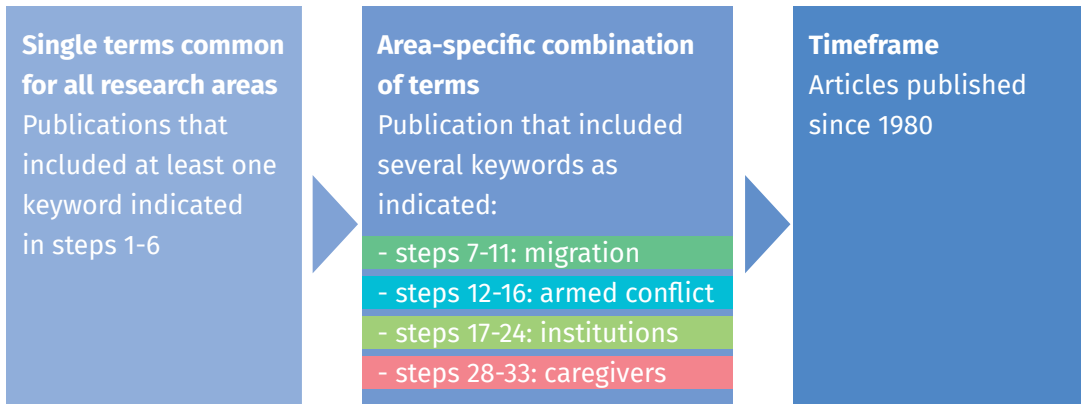 Single terms common
for all research areas
Publications that
included at least one
keyword indicated
in steps 1-6
Area-specific combination
of terms
Publication that included
several keywords as
indicated:
- steps 7-11: migration
- steps 12-16: armed conflict
- steps 17-24: institutions
- steps 28-33: caregivers
Timeframe
Articles published
since 1980